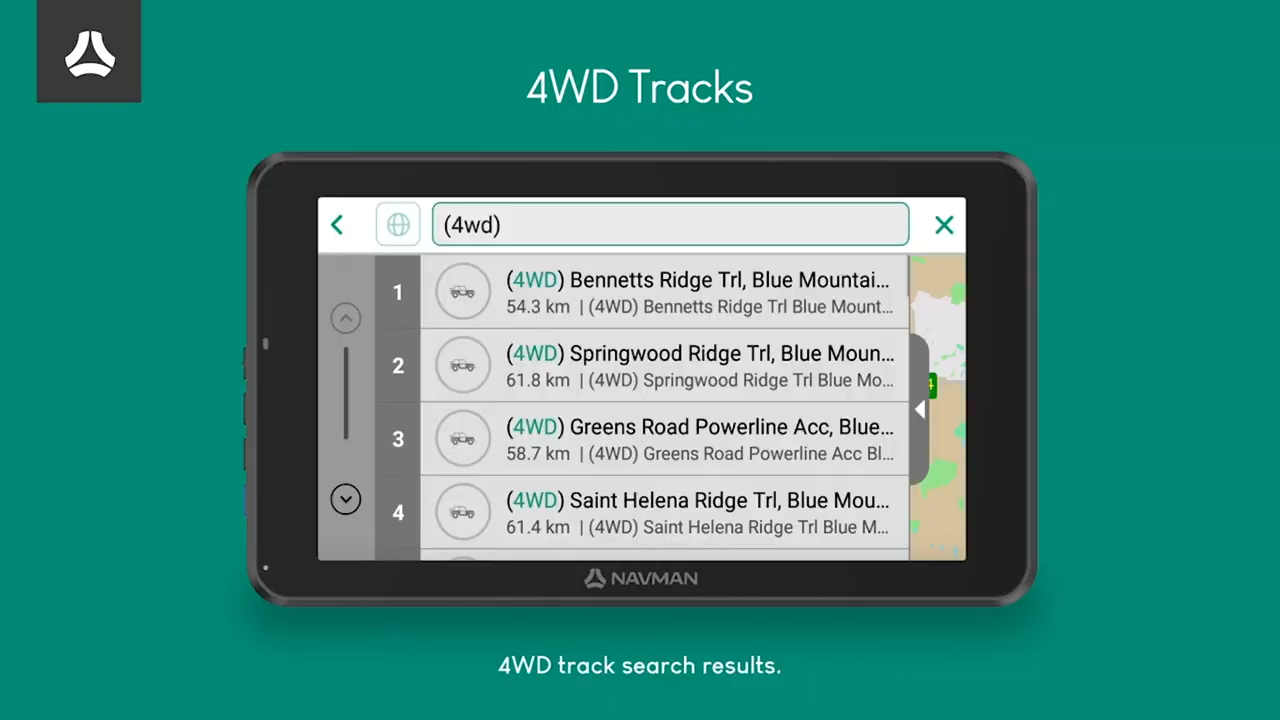 4WD Tracks
(4wd)
1
(4WD) Bennetts Ridge Trl, Blue Mountai...
54.3 km | (4WD) Bennetts Ridge Trl Blue Mount...
2
(4WD) Springwood Ridge Trl, Blue Moun...
61.8 km | (4WD) Springwood Ridge Trl Blue Mo...
3
(4WD) Greens Road Powerline Acc, Blue...
58.7 km | (4WD) Greens Road Powerline Acc Bl...
4
(4WD) Saint Helena Ridge Trl, Blue Mou...
61.4 km | (4WD) Saint Helena Ridge Trl Blue M...
4
NAVMAN
4WD track search results.